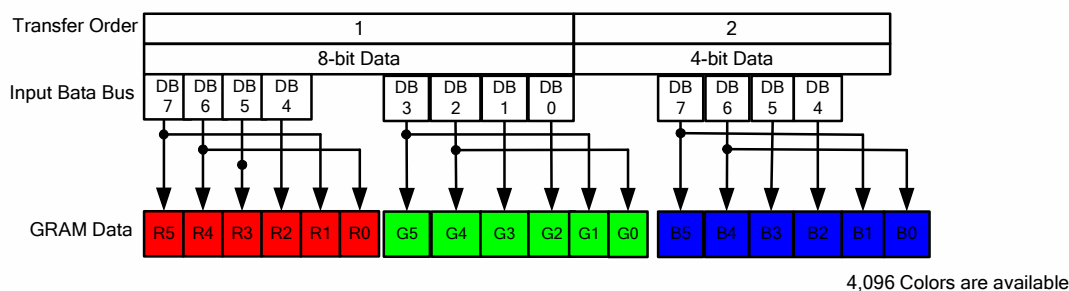 Transfer Order 1 2
8-bit Data 4-bit Data
Input Bata Bus DB 7 DB 6 DB 5 DB 4 DB 3 DB 2 DB 1 DB 0 DB 7 DB 6 DB 5 DB 4
GRAM Data R5 R4 R3 R2 R1 R0 G5 G4 G3 G2 G1 G0 B5 B4 B3 B2 B1 B0
4,096 Colors are available